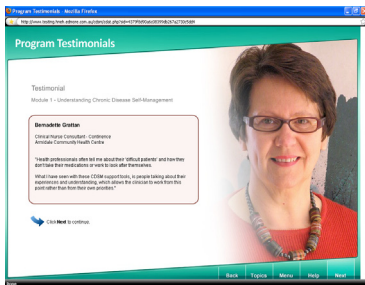 Program Testimonials - Mozilla Firefox
Program Testimonials
Testimonial
Module 1 – Understanding Chronic Disease Self-Management
Bernadette Grattan
Clinical Nurse Consultant - Continence
Armidale Community Health Centre
"Health professionals often tell me about their 'difficult patients' and how they
don't take their medications or work to look after themselves.
What I have seen with these CDSM support tools, is people talking about their
experiences and understanding, which allows the clinician to work from this
point rather than from their own priorities."
Click Next to continue.
Back Topics Menu Help Next